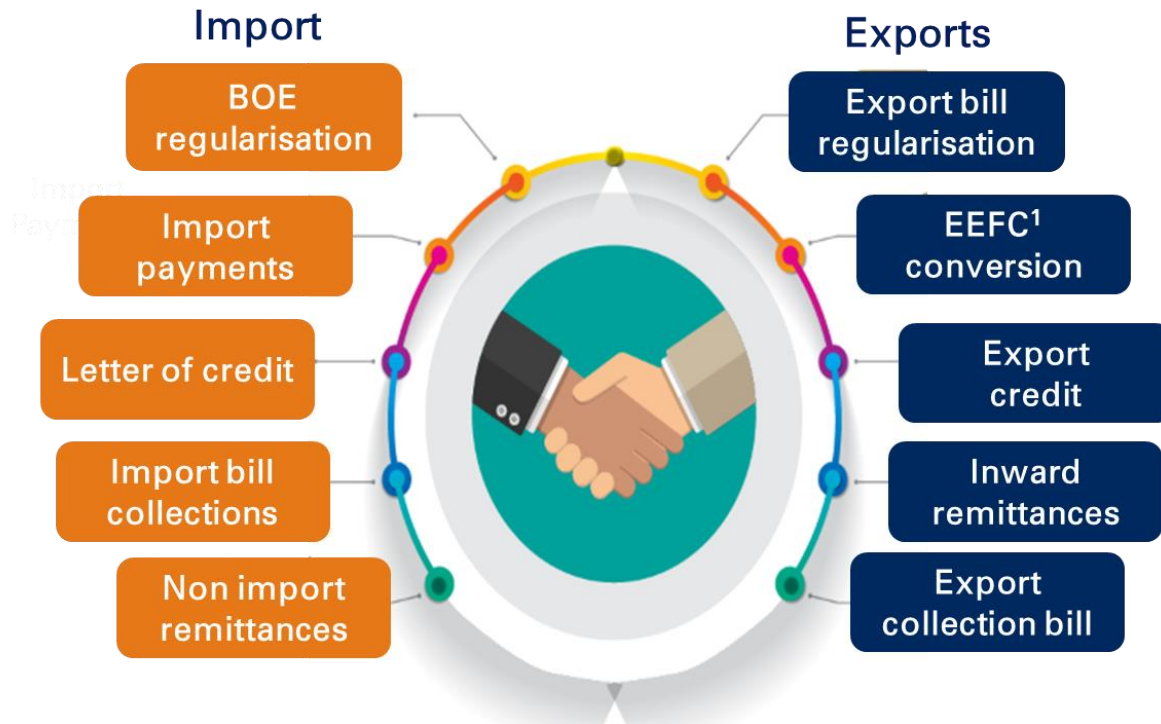 Import
BOE
regularisation
Import
payments
Letter of credit
Import bill
collections
Non import
remittances
Exports
Export bill
regularisation
EEFC¹
conversion
Export
credit
Inward
remittances
Export
collection bill